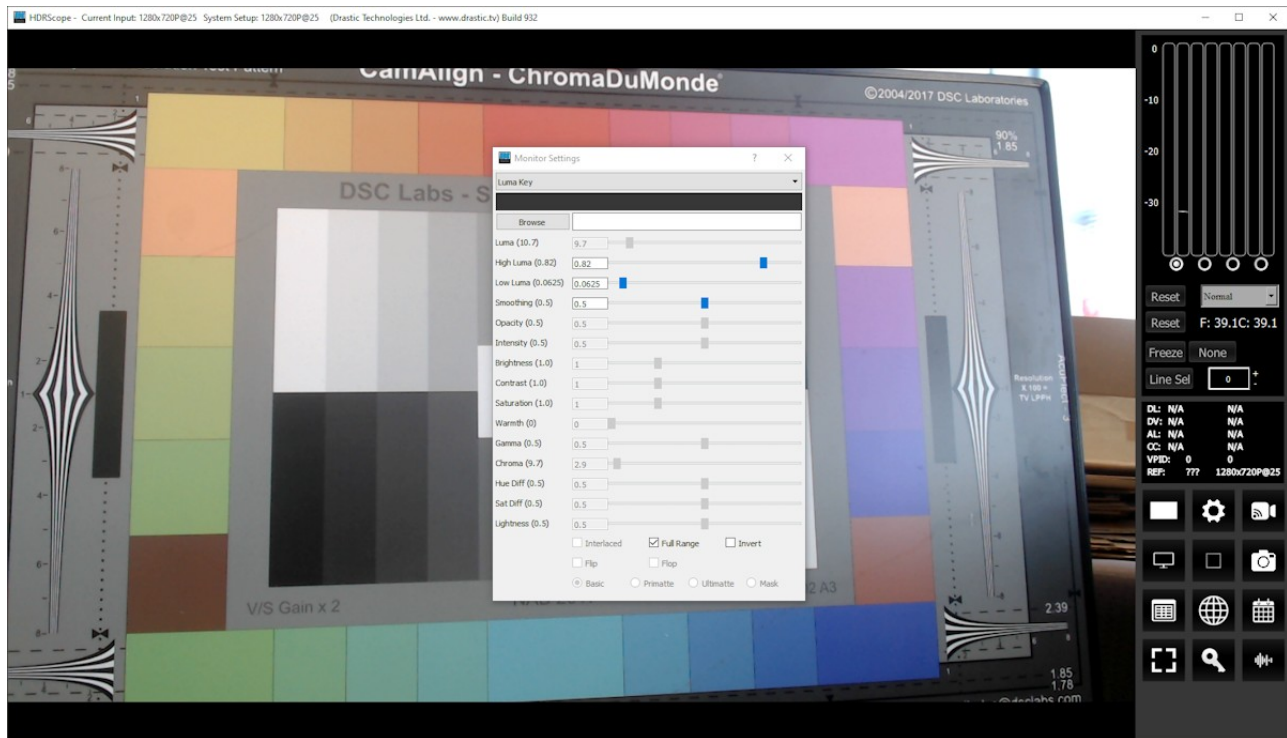 HDRScope - Current Input: 1280x720P@25 System Setup: 1280x720P@25 (Drastic Technologies Ltd. - www.drastic.tv) Build 932
CamAlign - ChromaDuMonde
©2004/2017 DSC Laboratories
90%
1.85
DSC Labs - S
Resolution
X 100 =
TV LPPH
V/S Gain x 2
2 A3
2.39
1.85
1.78
Monitor Settings
?
Luma Key
Browse
Luma (10.7) 9.7
High Luma (0.82) 0.82
Low Luma (0.0625) 0.0625
Smoothing (0.5) 0.5
Opacity (0.5) 0.5
Intensity (0.5) 0.5
Brightness (1.0) 1
Contrast (1.0) 1
Saturation (1.0) 1
Warmth (0) 0
Gamma (0.5) 0.5
Chroma (9.7) 2.9
Hue Diff (0.5) 0.5
Sat Diff (0.5) 0.5
Lightness (0.5) 0.5
Interlaced Full Range Invert
Flip Flop
Basic Primatte Ultimatte Mask
0
-10
-20
-30
Reset Normal
Reset F: 39.1C: 39.1
Freeze None
Line Sel 0 + -
DL: N/A N/A
DV: N/A N/A
AL: N/A N/A
CC: N/A N/A
VPID: 0 0
REF: ??? 1280x720P@25